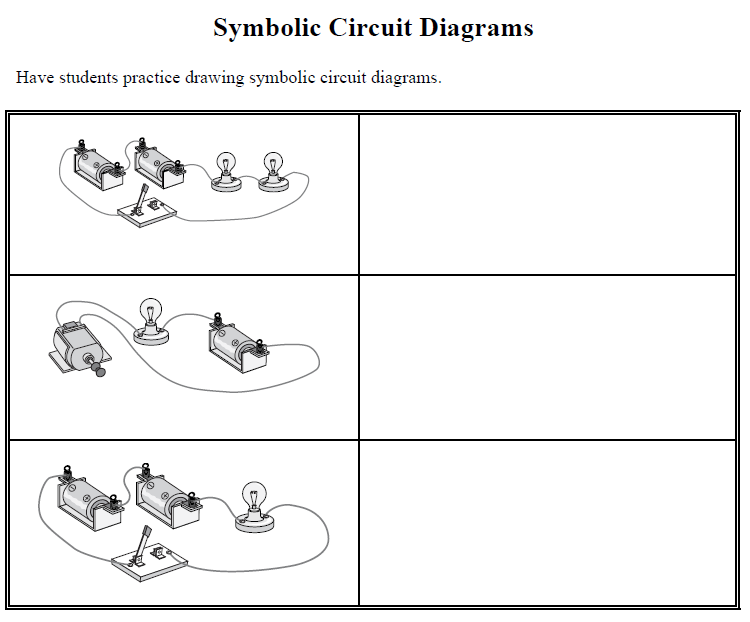 Symbolic Circuit Diagrams
Have students practice drawing symbolic circuit diagrams.